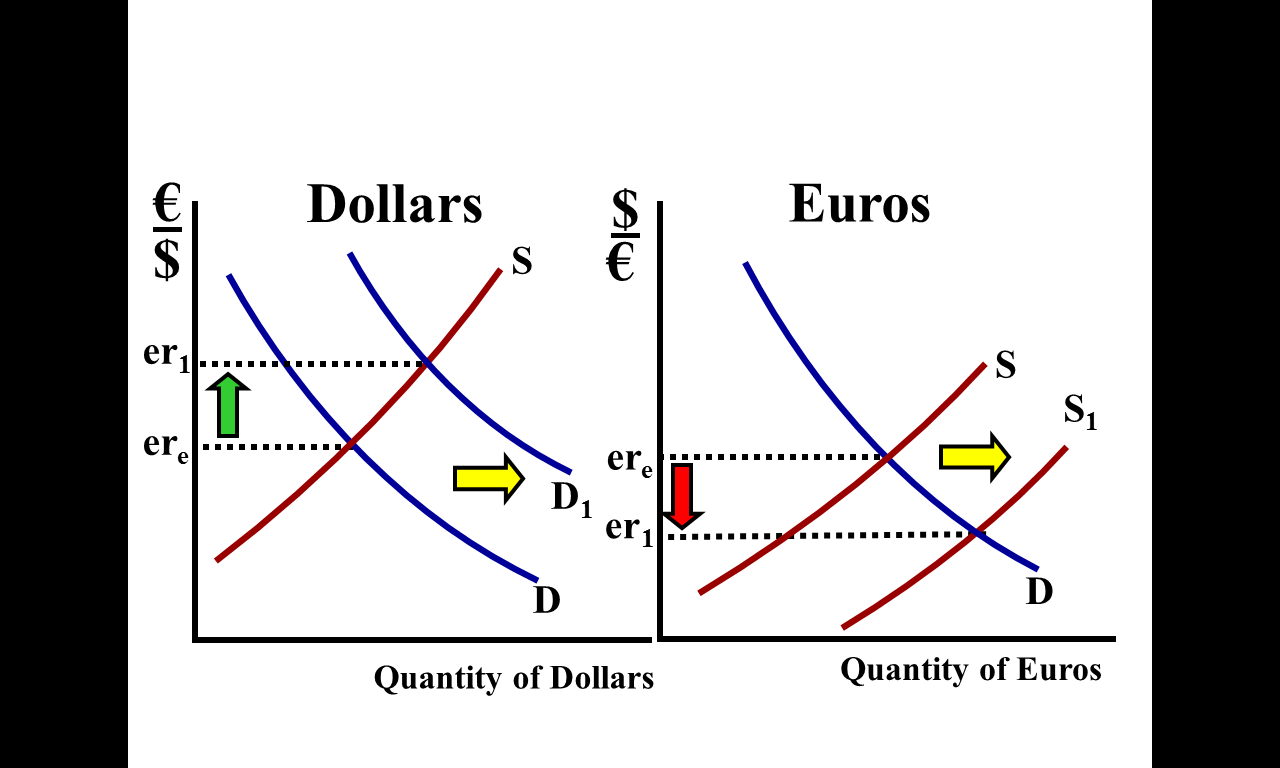 €
$
Dollars
S
er1
ere
D1
D
Quantity of Dollars
$
€
Euros
S
S1
ere
er1
D
Quantity of Euros